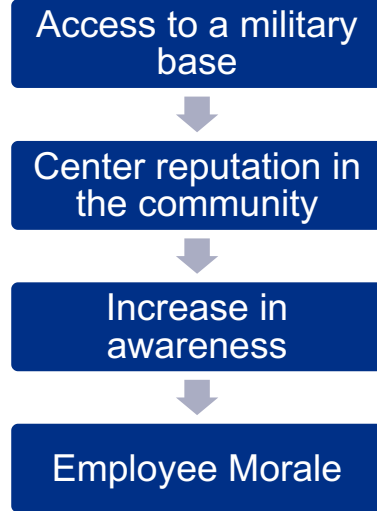 Access to a military
base
Center reputation in
the community
Increase in
awareness
Employee Morale